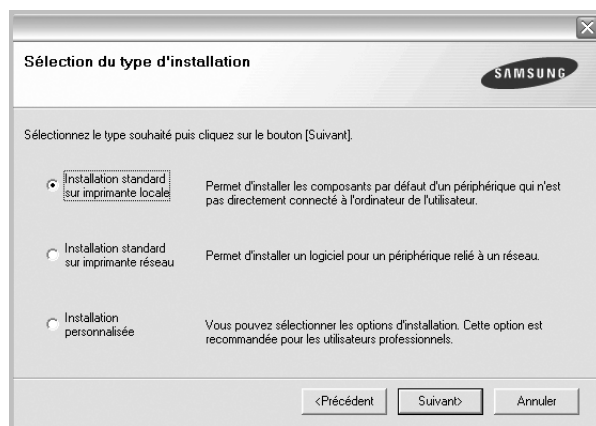 Sélection du type d'installation
SAMSUNG
Sélectionnez le type souhaité puis cliquez sur le bouton [Suivant].
Installation standard
sur imprimante locale
Permet d'installer les composants par défaut d'un périphérique qui n'est
pas directement connecté à l'ordinateur de l'utilisateur.
Installation standard
sur imprimante réseau
Permet d'installer un logiciel pour un périphérique relié à un réseau.
Installation
personnalisée
Vous pouvez sélectionner les options d'installation. Cette option est
recommandée pour les utilisateurs professionnels.
<Précédent
Suivant>
Annuler